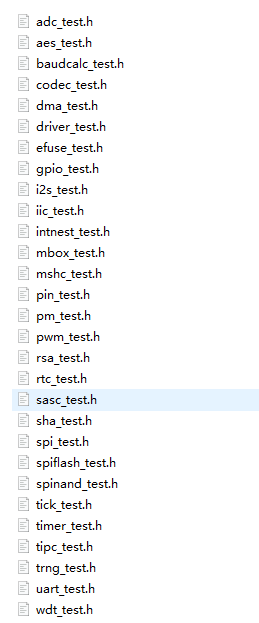 adc_test.h
aes_test.h
baudcalc_test.h
codec_test.h
dma_test.h
driver_test.h
efuse_test.h
gpio_test.h
i2s_test.h
iic_test.h
intnest_test.h
mbox_test.h
mshc_test.h
pin_test.h
pm_test.h
pwm_test.h
rsa_test.h
rtc_test.h
sasc_test.h
sha_test.h
spi_test.h
spiflash_test.h
spinand_test.h
tick_test.h
timer_test.h
tipc_test.h
trng_test.h
uart_test.h
wdt_test.h